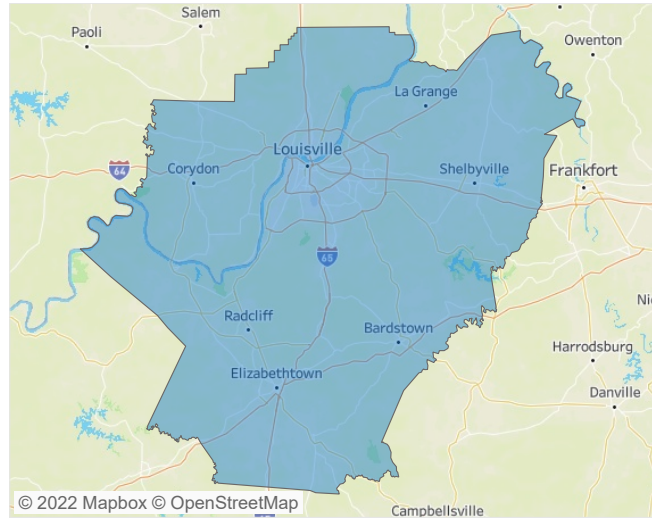 Salem
Paoli
Owenton
La Grange
Louisville
64
Corydon
Shelbyville
Frankfort
65
Radcliff
Bardstown
Harrodsburg
Elizabethtown
Danville
Campbellsville
© 2022 Mapbox © OpenStreetMap